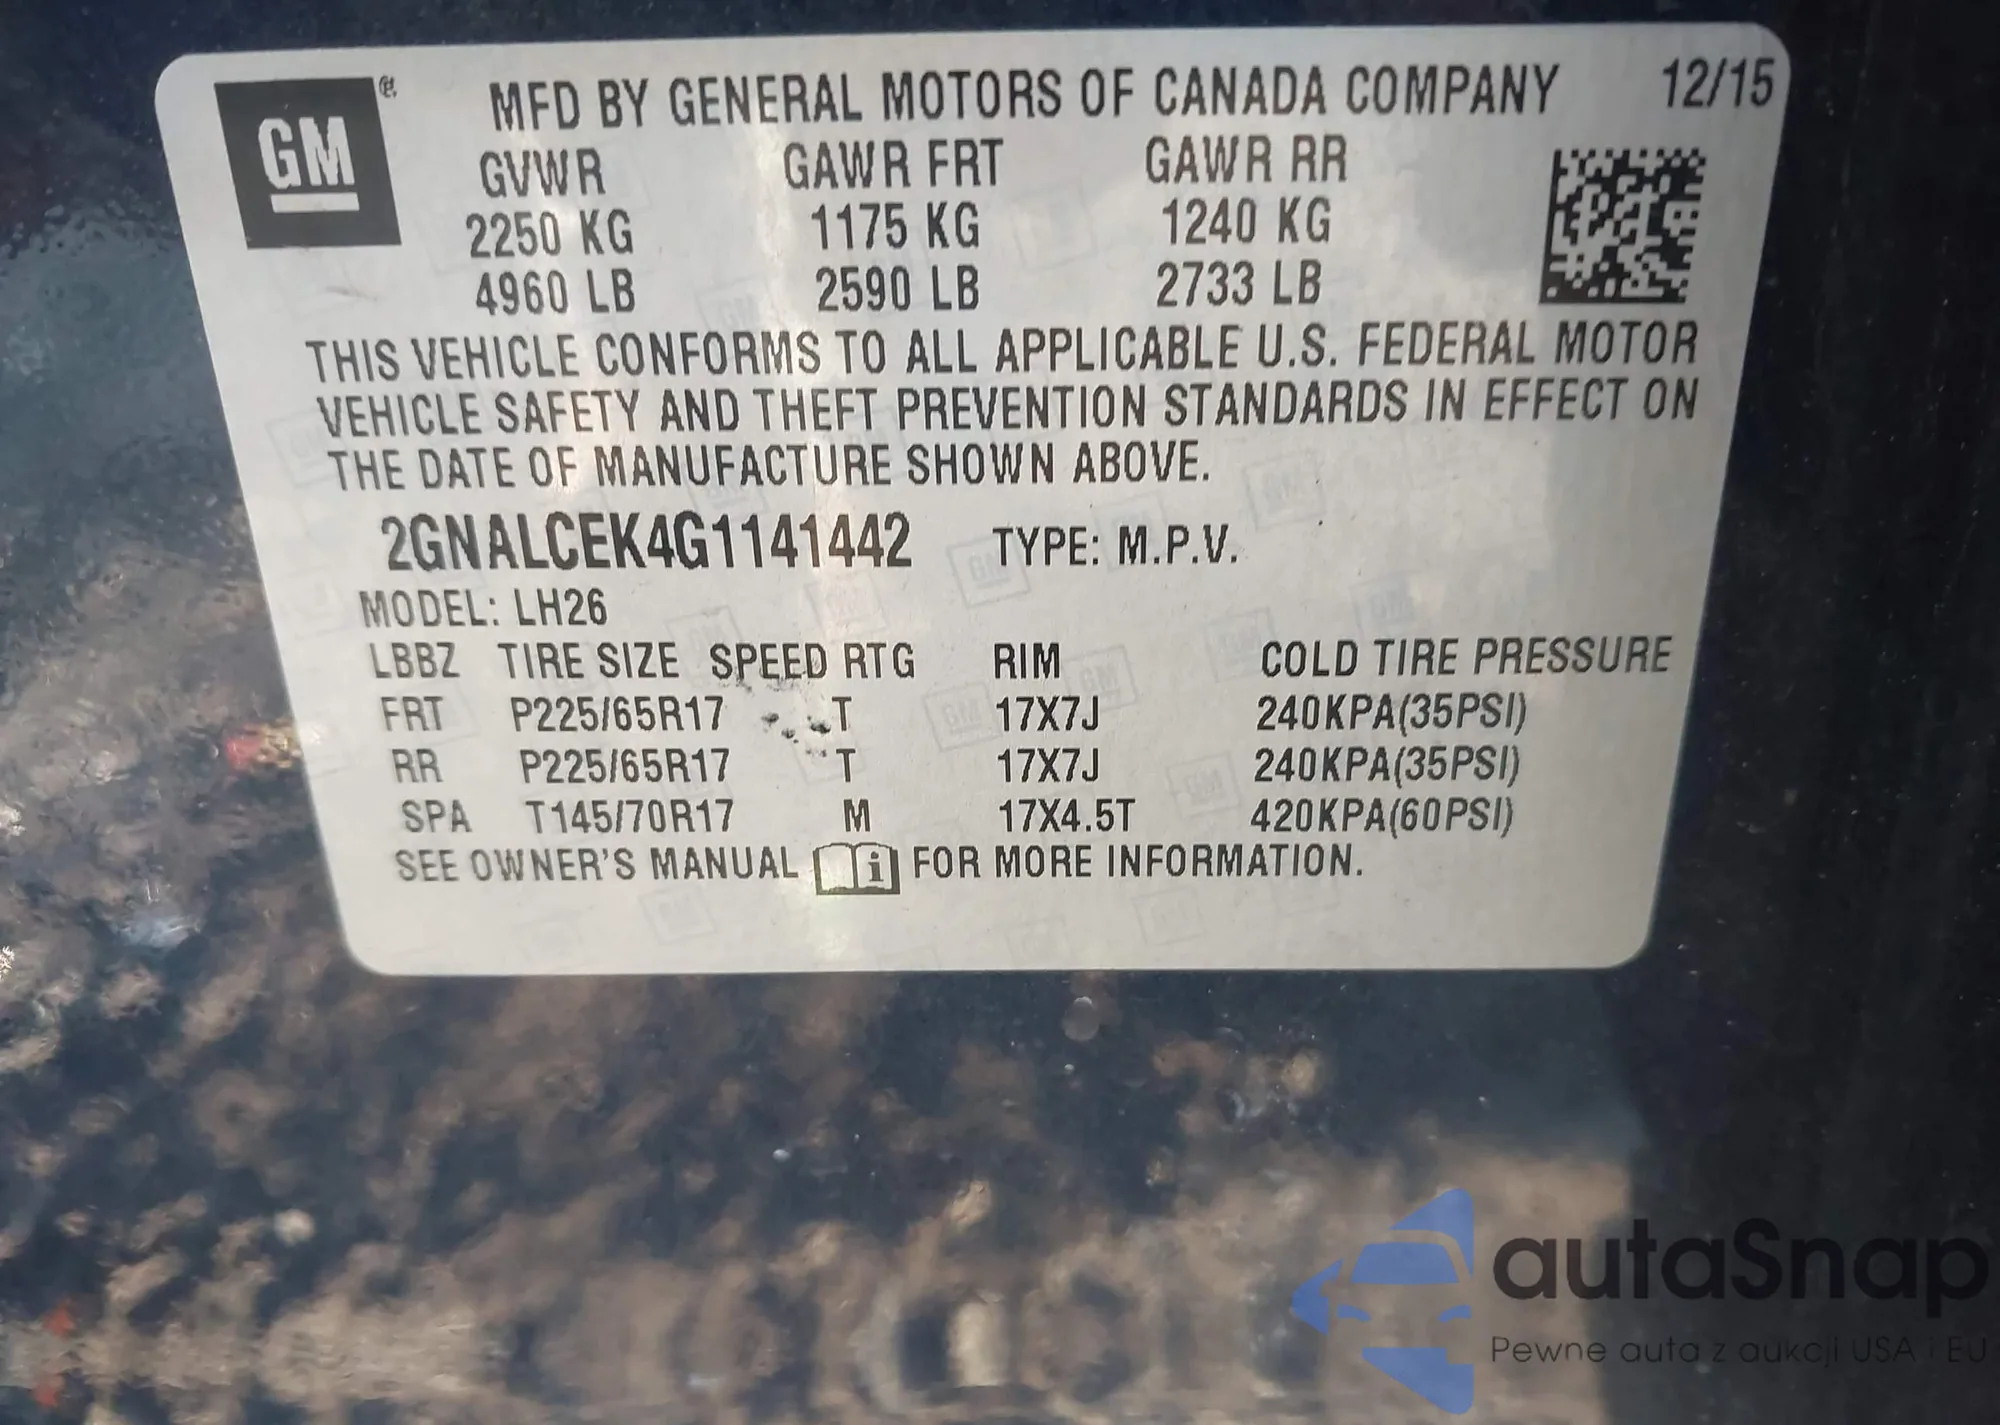 GM
MFD BY GENERAL MOTORS OF CANADA COMPANY 12/15
GVWR GAWR FRT GAWR RR
2250 KG 1175 KG 1240 KG
4960 LB 2590 LB 2733 LB
THIS VEHICLE CONFORMS TO ALL APPLICABLE U.S. FEDERAL MOTOR
VEHICLE SAFETY AND THEFT PREVENTION STANDARDS IN EFFECT ON
THE DATE OF MANUFACTURE SHOWN ABOVE.
2GNALCEK4G1141442 TYPE: M.P.V.
MODEL: LH26
LBBZ TIRE SIZE SPEED RTG RIM COLD TIRE PRESSURE
FRT P225/65R17 T 17X7J 240KPA(35PSI)
RR P225/65R17 T 17X7J 240KPA(35PSI)
SPA T145/70R17 M 17X4.5T 420KPA(60PSI)
SEE OWNER'S MANUAL i FOR MORE INFORMATION.
autaSnap
Pewne auta z aukcji USA i EU